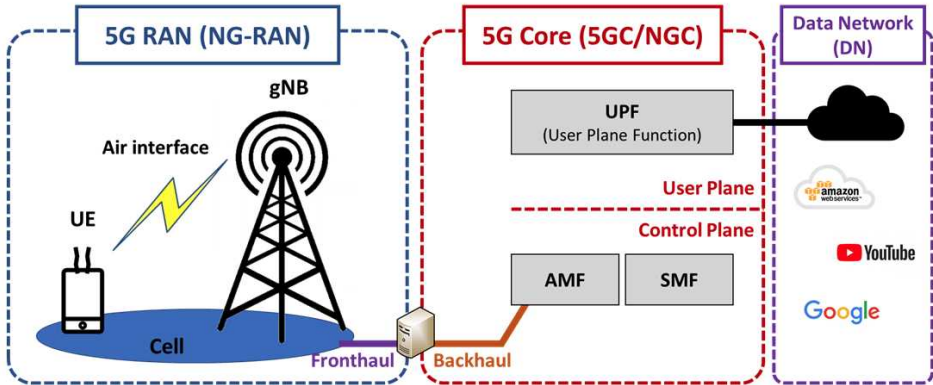 5G RAN (NG-RAN)
gNB
Air interface
UE
Cell
Fronthaul
5G Core (5GC/NGC)
UPF
(User Plane Function)
User Plane
Control Plane
AMF
SMF
Backhaul
Data Network
(DN)
amazon
web services
YouTube
Google